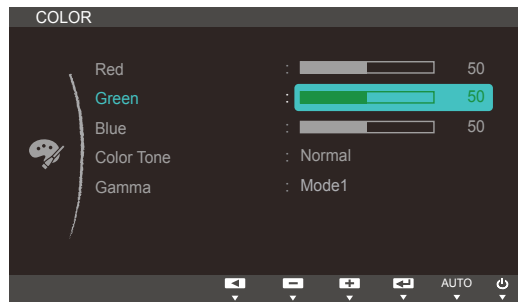 COLOR
Red : 50
Green : 50
Blue : 50
Color Tone : Normal
Gamma : Mode1
AUTO